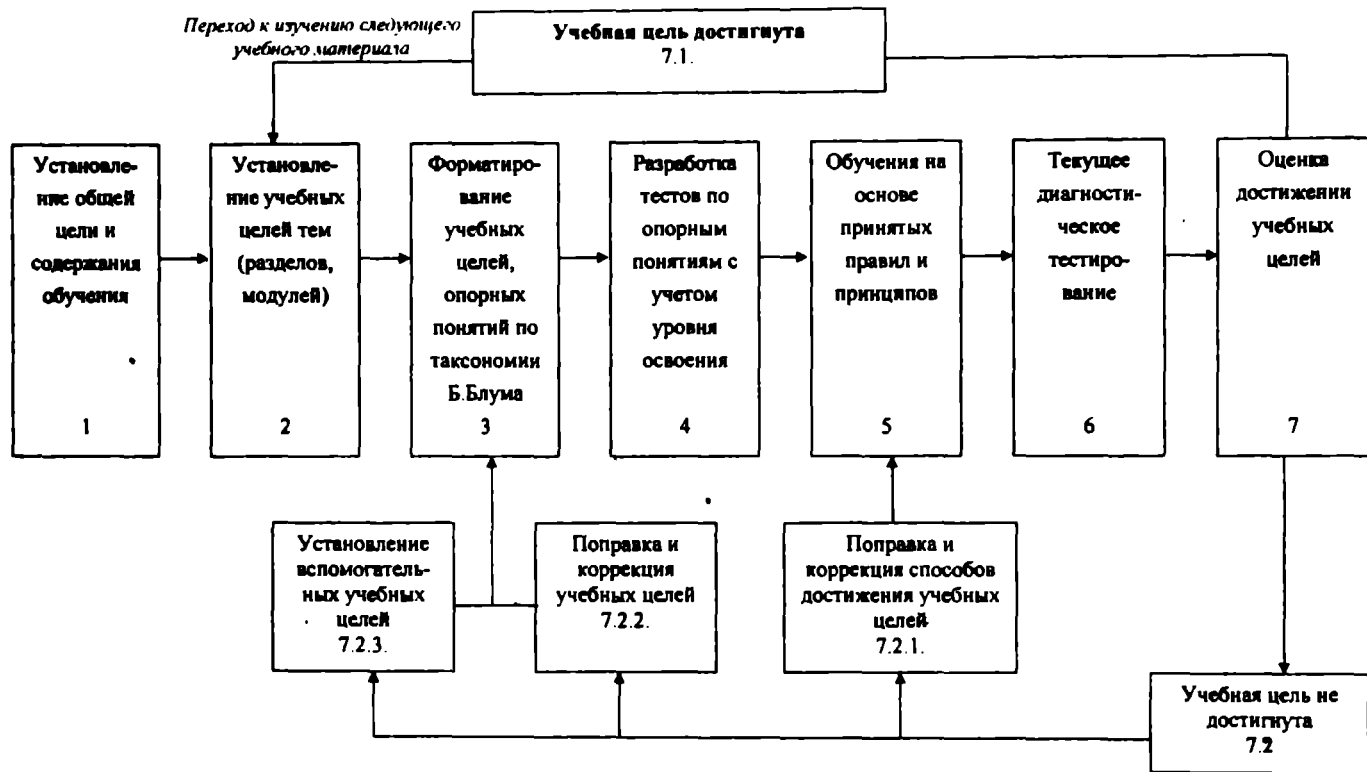 Переход к изучению следующего
учебного материала
Учебная цель достигнута
7.1.
Установле-
ние общей
цели и
содержания
обучения
1
Установле-
ние учебных
целей тем
(разделов,
модулей)
2
Форматиро-
вание
учебных
целей,
опорных
понятий по
таксономии
Б.Блума
3
Разработка
тестов по
опорным
понятиям с
учетом
уровня
освоения
4
Обучения на
основе
принятых
правил и
принципов
5
Текущее
диагности-
ческое
тестиро-
вание
6
Оценка
достижении
учебных
целей
7
Установление
вспомогатель-
ных учебных
целей
7.2.3.
Поправка и
коррекция
учебных целей
7.2.2.
Поправка и
коррекция способов
достижения учебных
целей
7.2.1.
Учебная цель не
достигнута
7.2